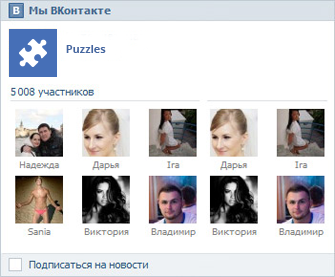 В Мы ВКонтакте
Puzzles
5 008 участников
Надежда Дарья Ira Дарья Ira
Sania Виктория Владимир Виктория Владимир
Подписаться на новости